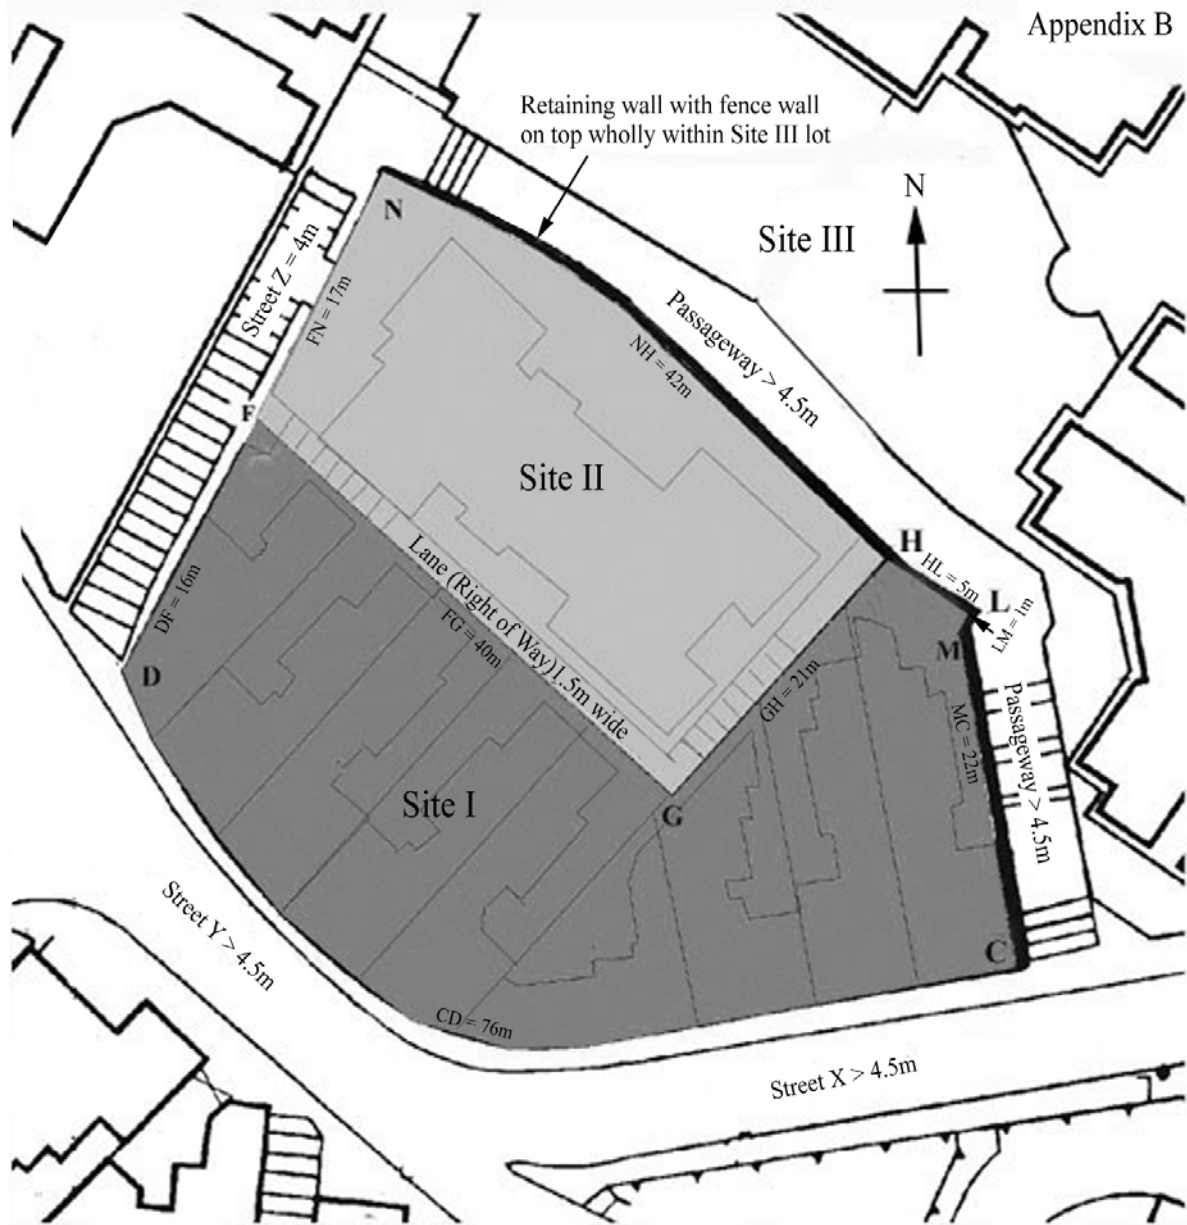 Appendix B
Retaining wall with fence wall
on top wholly within Site III lot
N
N
Site III
Street Z = 4m
FN = 17m
Passageway > 4.5m
NH = 42m
F
Site II
H
HL = 5m
L
LM = 1m
Lane (Right of Way)1.5m wide
DF = 16m
FG = 40m
M
D
GH = 21m
MC = 22m
Passageway > 4.5m
Site I
G
Street Y > 4.5m
C
CD = 76m
Street X > 4.5m